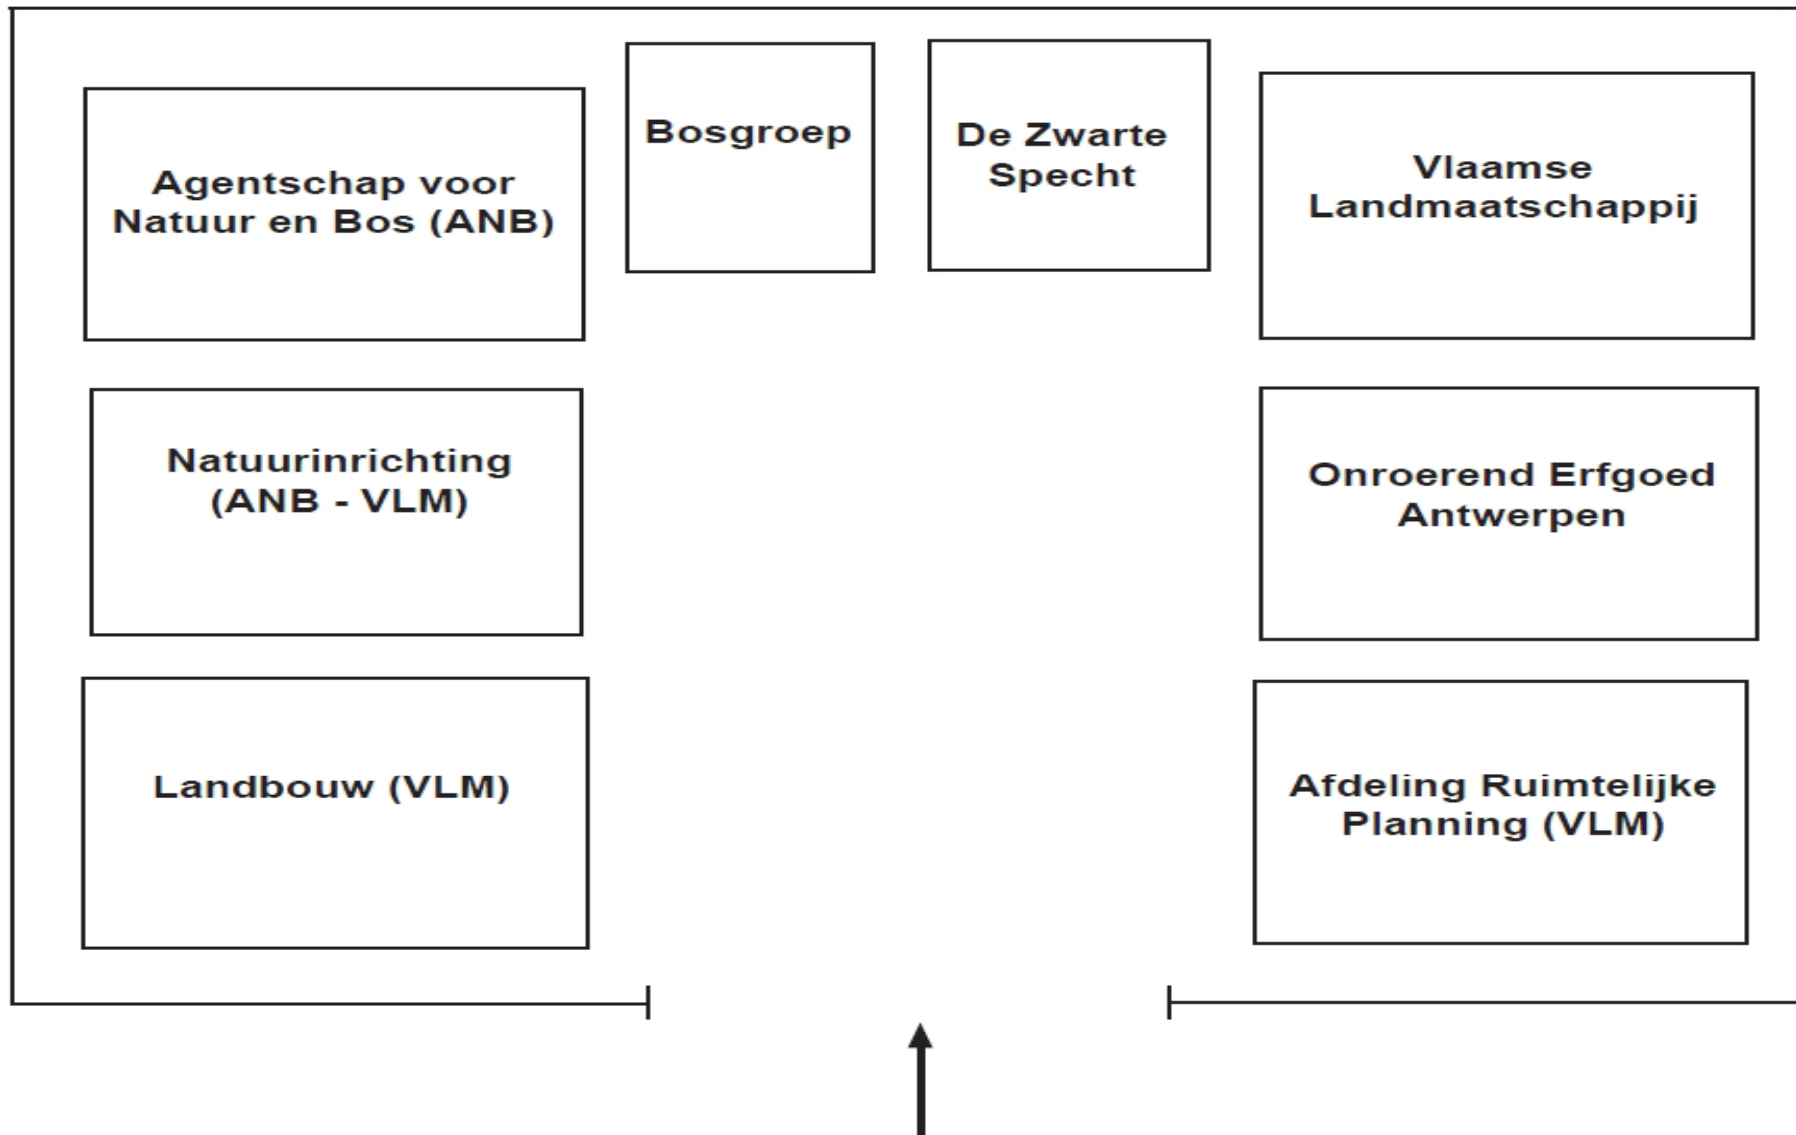 Agentschap voor
Natuur en Bos (ANB)
Bosgroep
De Zwarte
Specht
Vlaamse
Landmaatschappij
Natuurinrichting
(ANB - VLM)
Onroerend Erfgoed
Antwerpen
Landbouw (VLM)
Afdeling Ruimtelijke
Planning (VLM)